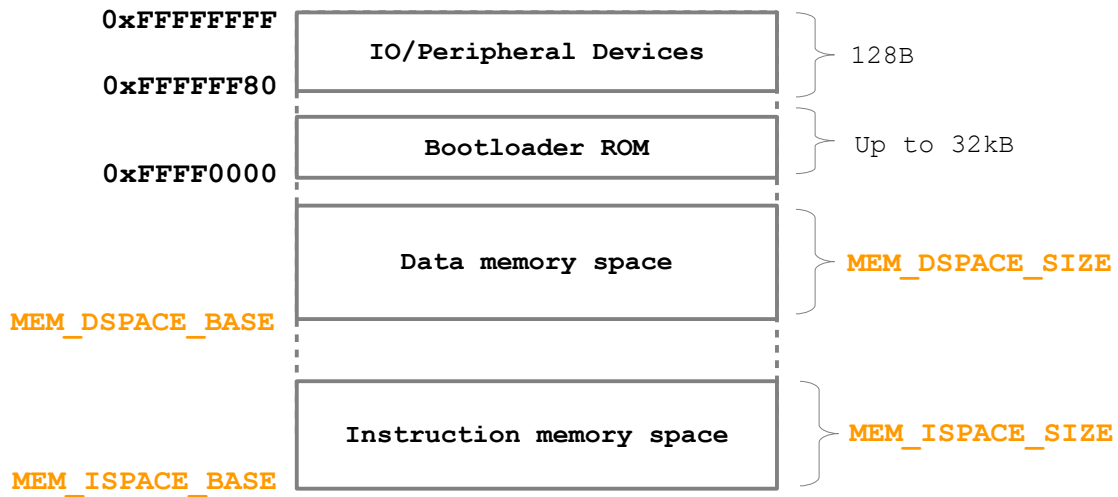 0xFFFFFFFF
IO/Peripheral Devices
128B
0xFFFFFF80
Bootloader ROM
Up to 32kB
0xFFFF0000
Data memory space
MEM_DSPACE_SIZE
MEM_DSPACE_BASE
Instruction memory space
MEM_ISPACE_SIZE
MEM_ISPACE_BASE